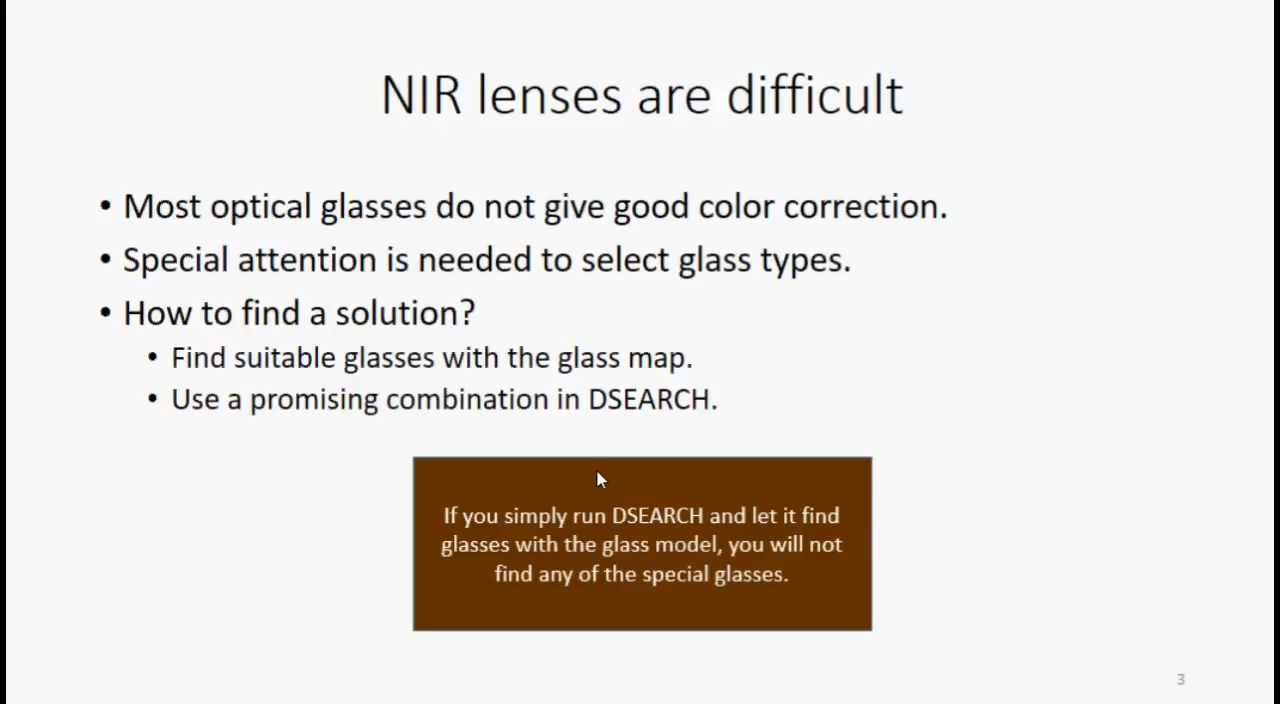 NIR lenses are difficult
• Most optical glasses do not give good color correction.
• Special attention is needed to select glass types.
• How to find a solution?
• Find suitable glasses with the glass map.
• Use a promising combination in DSEARCH.
If you simply run DSEARCH and let it find
glasses with the glass model, you will not
find any of the special glasses.
3